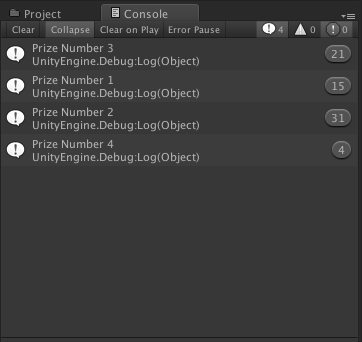 Project Console
Clear Collapse Clear on Play Error Pause 4 0 0
Prize Number 3
UnityEngine.Debug:Log(Object) 21
Prize Number 1
UnityEngine.Debug:Log(Object) 15
Prize Number 2
UnityEngine.Debug:Log(Object) 31
Prize Number 4
UnityEngine.Debug:Log(Object) 4